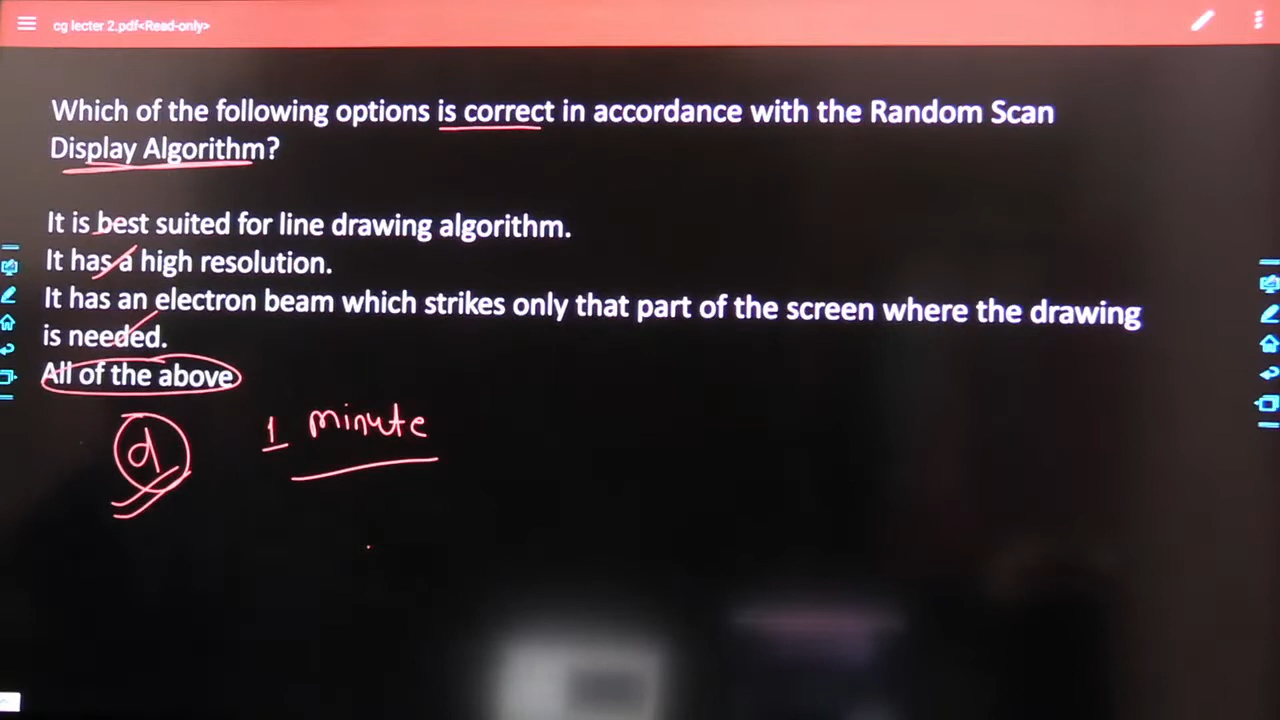 cg lecter 2.pdf<Read-only>
Which of the following options is correct in accordance with the Random Scan
Display Algorithm?
It is best suited for line drawing algorithm.
It has a high resolution.
It has an electron beam which strikes only that part of the screen where the drawing
is needed.
All of the above
d 1 minute